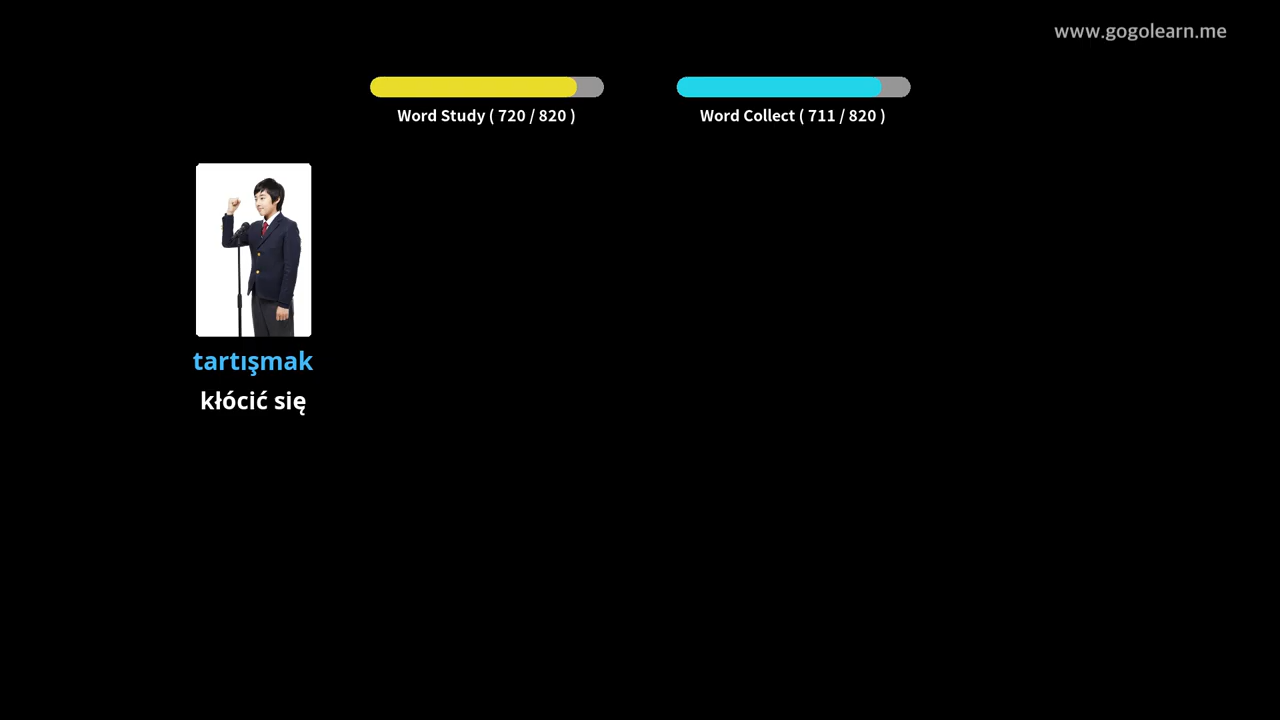 www.gogolearn.me
Word Study ( 720 / 820 )
Word Collect ( 711 / 820 )
tartışmak
kłócić się